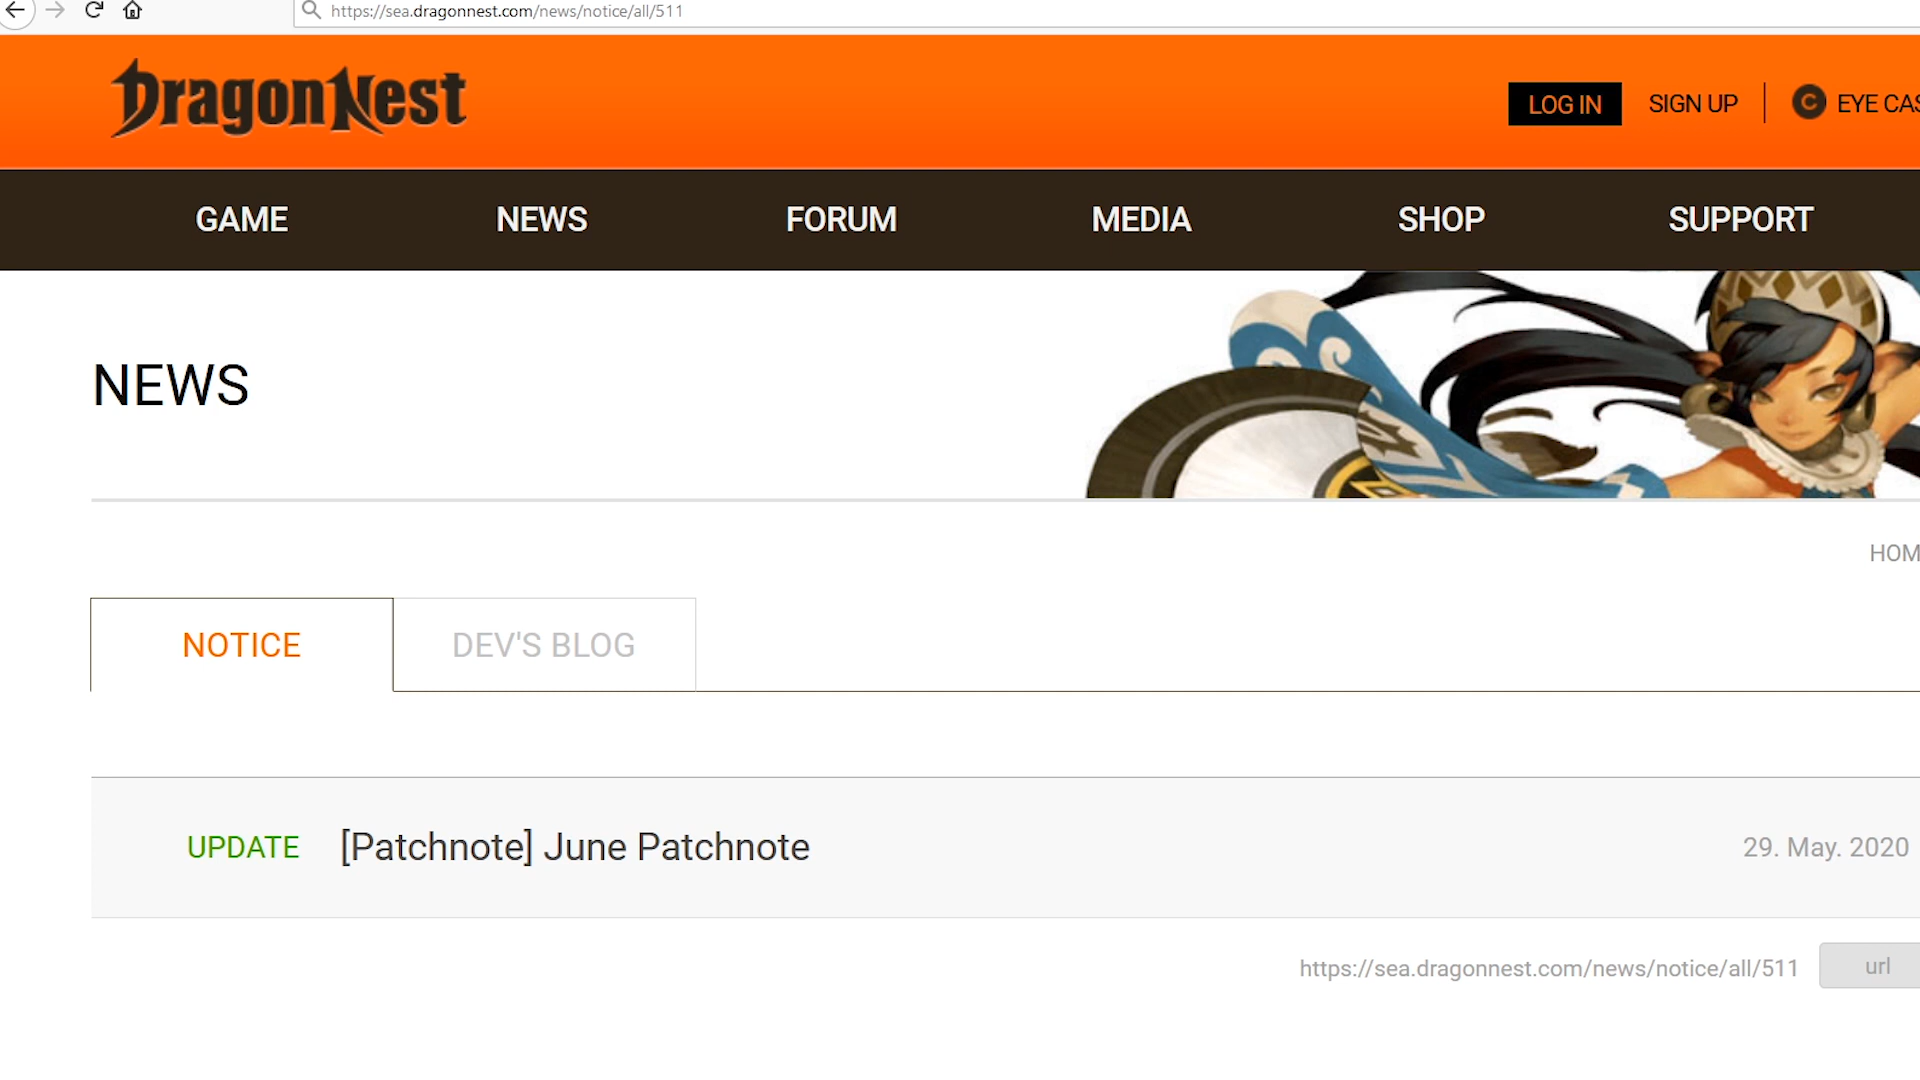 https://sea.dragonnest.com/news/notice/all/511
DragonNest
LOG IN SIGN UP EYE
GAME NEWS FORUM MEDIA SHOP SUPPORT
NEWS
NOTICE DEV'S BLOG
UPDATE [Patchnote] June Patchnote 29. May. 2020
https://sea.dragonnest.com/news/notice/all/511 url